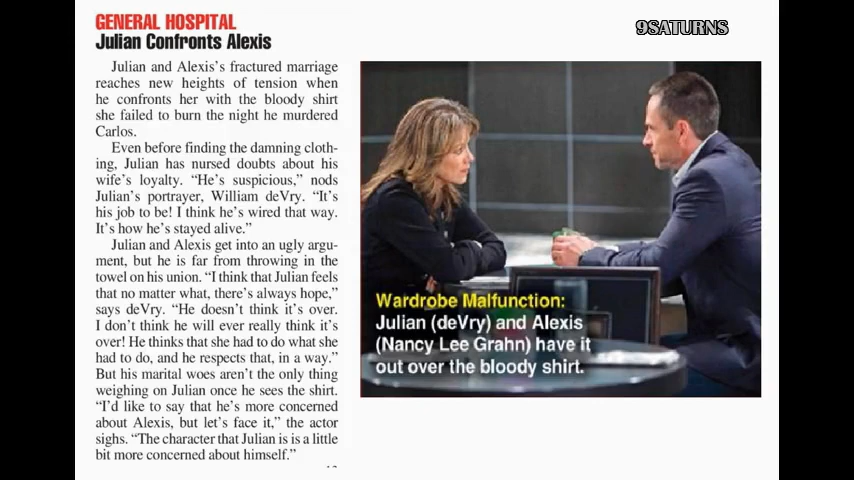 GENERAL HOSPITAL
Julian Confronts Alexis
9SATURNS
Julian and Alexis's fractured marriage
reaches new heights of tension when
he confronts her with the bloody shirt
she failed to burn the night he murdered
Carlos.
Even before finding the damning cloth-
ing, Julian has nursed doubts about his
wife's loyalty. “He's suspicious,” nods
Julian's portrayer, William deVry. “It's
his job to be! I think he's wired that way.
It's how he's stayed alive.”
Julian and Alexis get into an ugly argu-
ment, but he is far from throwing in the
towel on his union. “I think that Julian feels
that no matter what, there's always hope,”
says deVry. “He doesn't think it's over.
I don't think he will ever really think it's
over! He thinks that she had to do what she
had to do, and he respects that, in a way.”
But his marital woes aren't the only thing
weighing on Julian once he sees the shirt.
“I'd like to say that he's more concerned
about Alexis, but let's face it,” the actor
sighs. “The character that Julian is is a little
bit more concerned about himself.”
Wardrobe Malfunction:
Julian (deVry) and Alexis
(Nancy Lee Grahn) have it
out over the bloody shirt.